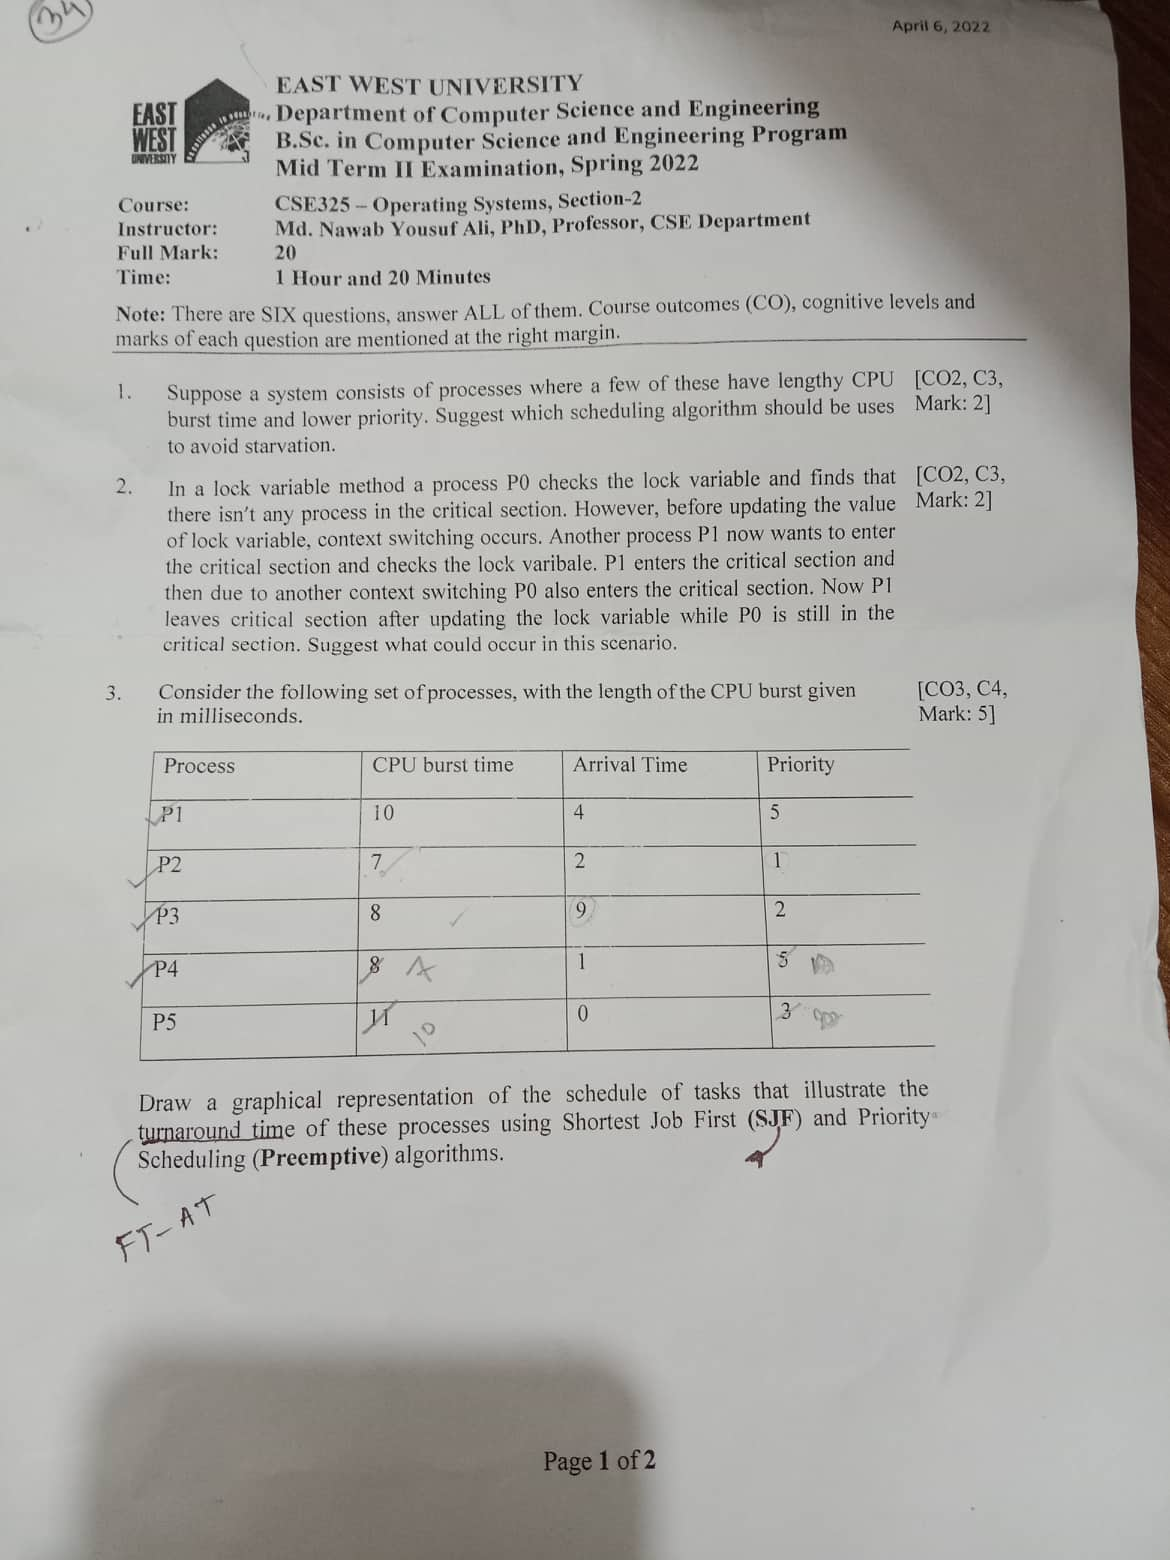 34
April 6, 2022
EAST WEST UNIVERSITY
EAST
WEST
UNIVERSITY
Department of Computer Science and Engineering
B.Sc. in Computer Science and Engineering Program
Mid Term II Examination, Spring 2022
Course: CSE325 – Operating Systems, Section-2
Instructor: Md. Nawab Yousuf Ali, PhD, Professor, CSE Department
Full Mark: 20
Time: 1 Hour and 20 Minutes
Note: There are SIX questions, answer ALL of them. Course outcomes (CO), cognitive levels and
marks of each question are mentioned at the right margin.
1. Suppose a system consists of processes where a few of these have lengthy CPU [CO2, C3,
burst time and lower priority. Suggest which scheduling algorithm should be uses Mark: 2]
to avoid starvation.
2. In a lock variable method a process P0 checks the lock variable and finds that [CO2, C3,
there isn't any process in the critical section. However, before updating the value Mark: 2]
of lock variable, context switching occurs. Another process P1 now wants to enter
the critical section and checks the lock varibale. P1 enters the critical section and
then due to another context switching P0 also enters the critical section. Now P1
leaves critical section after updating the lock variable while P0 is still in the
critical section. Suggest what could occur in this scenario.
3. Consider the following set of processes, with the length of the CPU burst given [CO3, C4,
in milliseconds. Mark: 5]
Process CPU burst time Arrival Time Priority
P1 10 4 5
P2 7 2 1
P3 8 9 2
P4 8 1 5
P5 11 10 0 3
Draw a graphical representation of the schedule of tasks that illustrate the
turnaround time of these processes using Shortest Job First (SJF) and Priority
Scheduling (Preemptive) algorithms.
FT-AT
Page 1 of 2